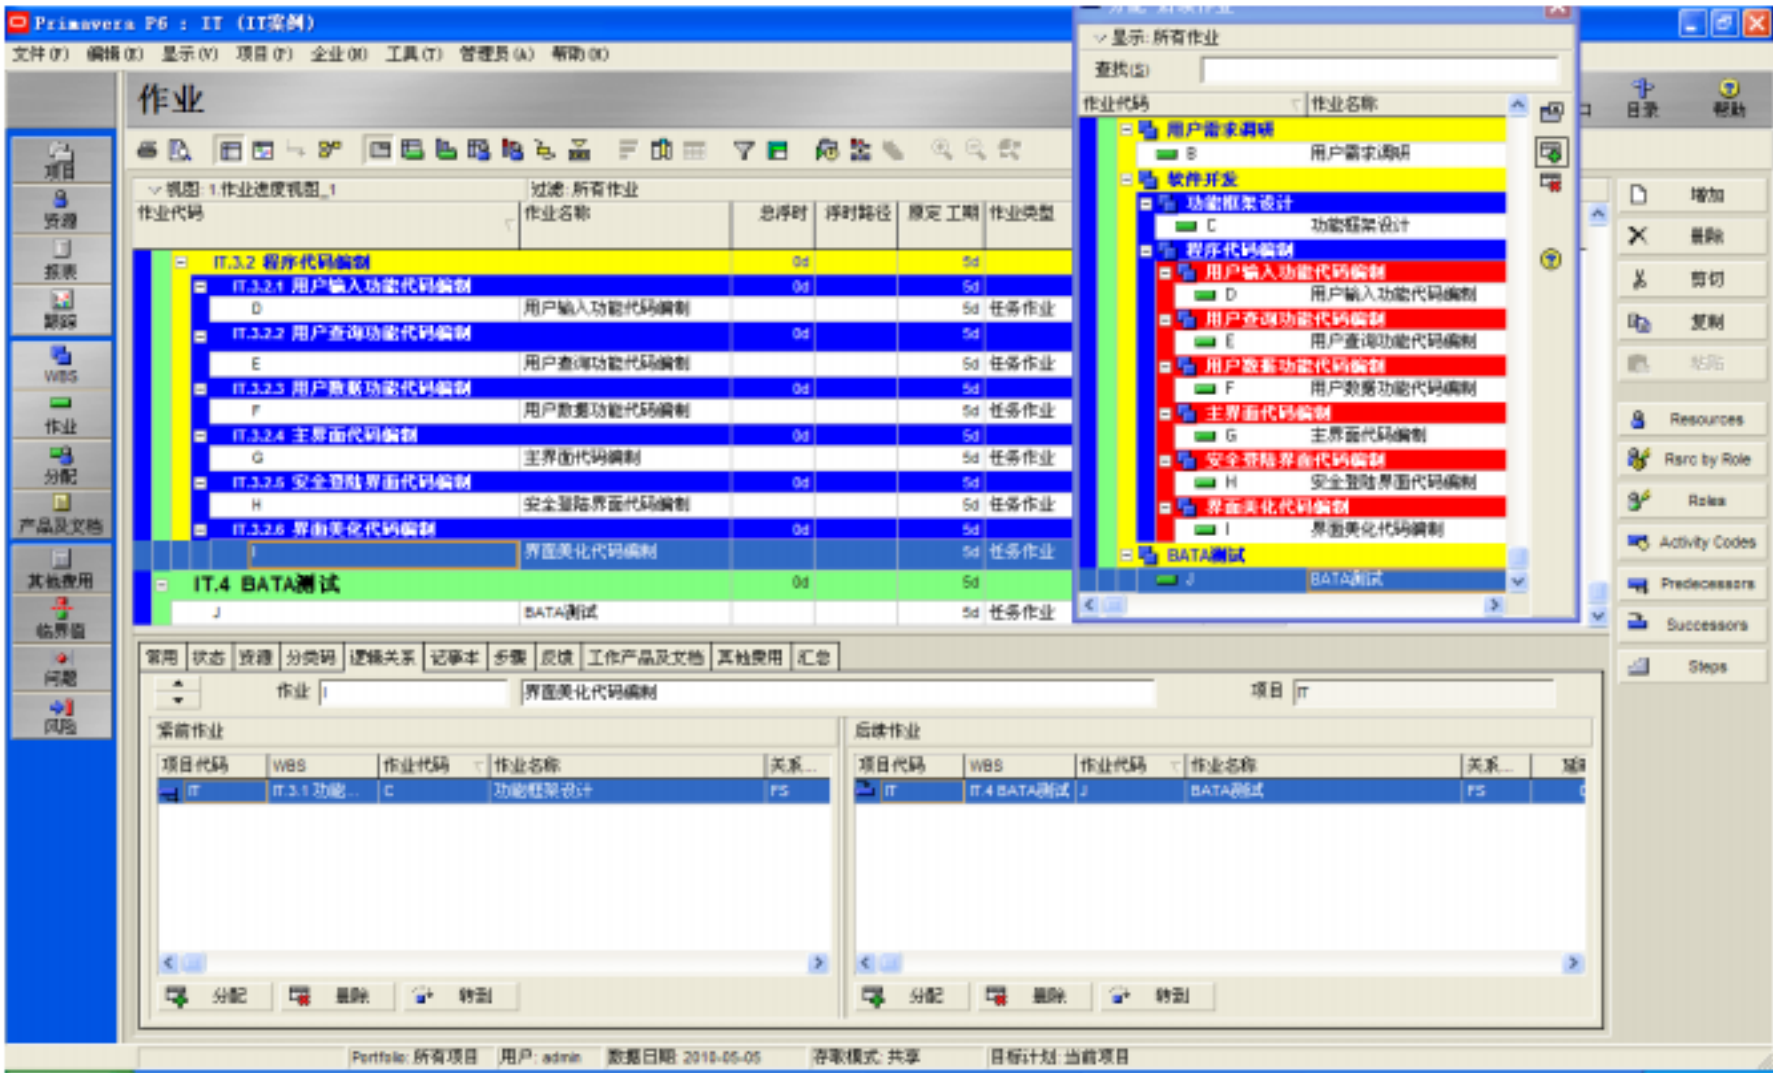 Primavera P6 : IT (IT案例)
文件(F) 编辑(E) 显示(V) 项目(P) 企业(N) 工具(T) 管理员(A) 帮助(H)
作业
目录 帮助
视图: 1.作业进度视图_1 过滤: 所有作业
作业代码 作业名称 总浮时 浮时路径 原定工期 作业类型
IT.3.2 程序代码编制 0d 5d
IT.3.2.1 用户输入功能代码编制 0d 5d
D 用户输入功能代码编制 5d 任务作业
IT.3.2.2 用户查询功能代码编制 0d 5d
E 用户查询功能代码编制 5d 任务作业
IT.3.2.3 用户数据功能代码编制 0d 5d
F 用户数据功能代码编制 5d 任务作业
IT.3.2.4 主界面代码编制 0d 5d
G 主界面代码编制 5d 任务作业
IT.3.2.5 安全登陆界面代码编制 0d 5d
H 安全登陆界面代码编制 5d 任务作业
IT.3.2.6 界面美化代码编制 0d 5d
I 界面美化代码编制 5d 任务作业
IT.4 BATA测试 0d 5d
J BATA测试 5d 任务作业
显示: 所有作业
查找(S)
作业代码 作业名称
用户需求调研
B 用户需求调研
软件开发
功能框架设计
C 功能框架设计
程序代码编制
用户输入功能代码编制
D 用户输入功能代码编制
用户查询功能代码编制
E 用户查询功能代码编制
用户数据功能代码编制
F 用户数据功能代码编制
主界面代码编制
G 主界面代码编制
安全登陆界面代码编制
H 安全登陆界面代码编制
界面美化代码编制
I 界面美化代码编制
BATA测试
J BATA测试
项目
资源
报表
跟踪
WBS
作业
分配
产品及文档
其他费用
临界值
问题
风险
增加
删除
剪切
复制
粘贴
Resources
Rsrc by Role
Roles
Activity Codes
Predecessors
Successors
Steps
常用 状态 资源 分类码 逻辑关系 记事本 步骤 反馈 工作产品及文档 其他费用 汇总
作业 I 界面美化代码编制 项目 IT
紧前作业
项目代码 WBS 作业代码 作业名称 关系...
IT IT.3.1 功能... C 功能框架设计 FS
分配 删除 转到
后续作业
项目代码 WBS 作业代码 作业名称 关系...
IT IT.4 BATA测试 J BATA测试 FS
分配 删除 转到
Portfolio: 所有项目 用户: admin 数据日期: 2010-05-05 存取模式: 共享 目标计划: 当前项目